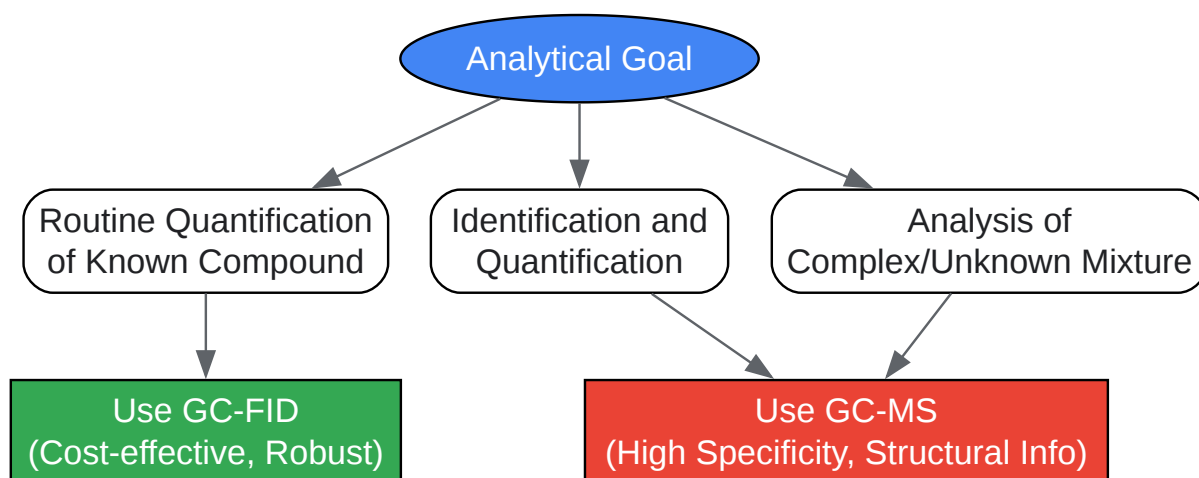 Analytical Goal
Routine Quantification
of Known Compound
Identification and
Quantification
Analysis of
Complex/Unknown Mixture
Use GC-FID
(Cost-effective, Robust)
Use GC-MS
(High Specificity, Structural Info)